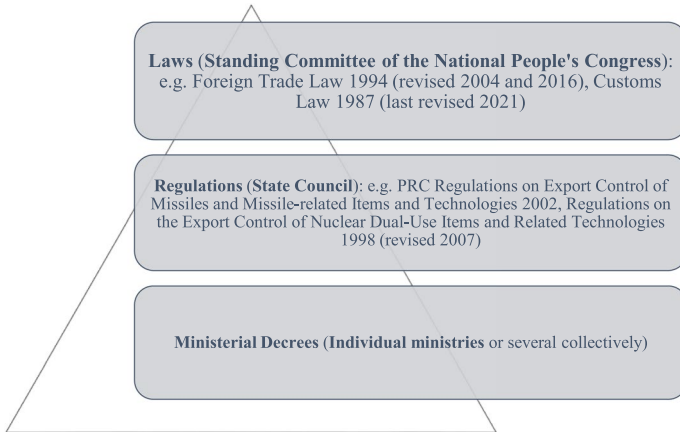 Laws (Standing Committee of the National People's Congress):
e.g. Foreign Trade Law 1994 (revised 2004 and 2016), Customs
Law 1987 (last revised 2021)
Regulations (State Council): e.g. PRC Regulations on Export Control of
Missiles and Missile-related Items and Technologies 2002, Regulations on
the Export Control of Nuclear Dual-Use Items and Related Technologies
1998 (revised 2007)
Ministerial Decrees (Individual ministries or several collectively)